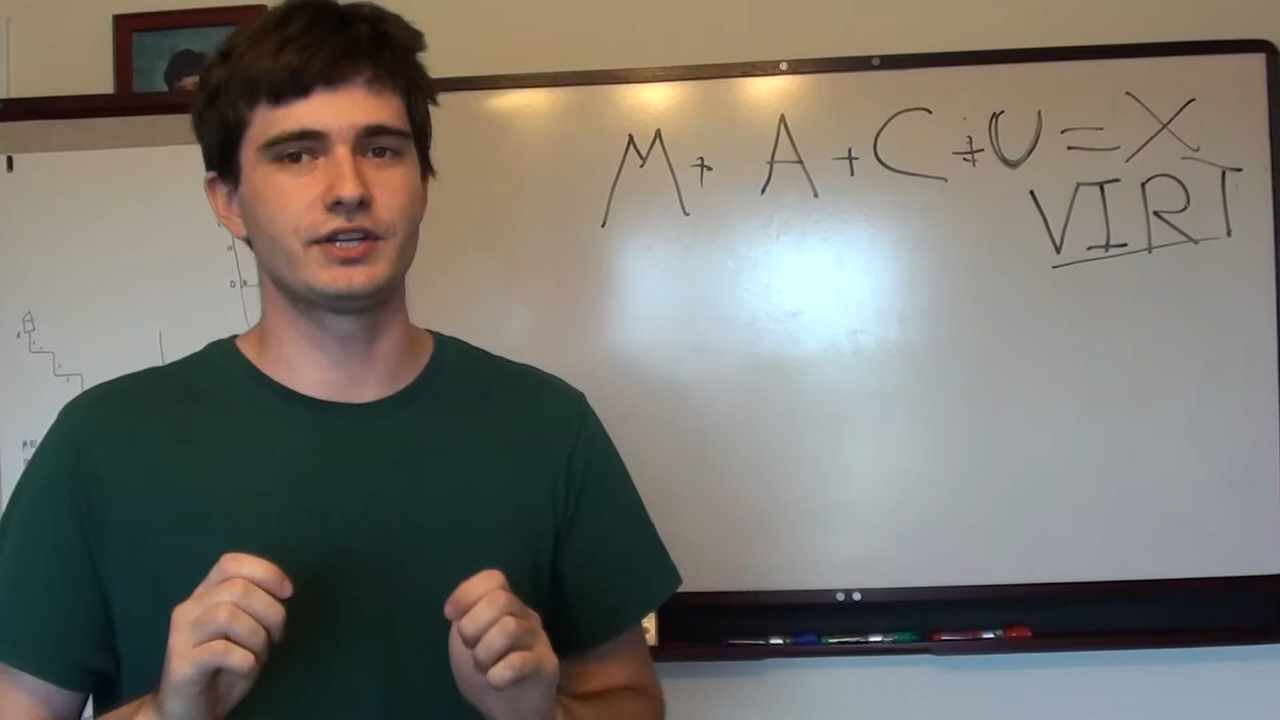 M + A + C + U = X
VIRT